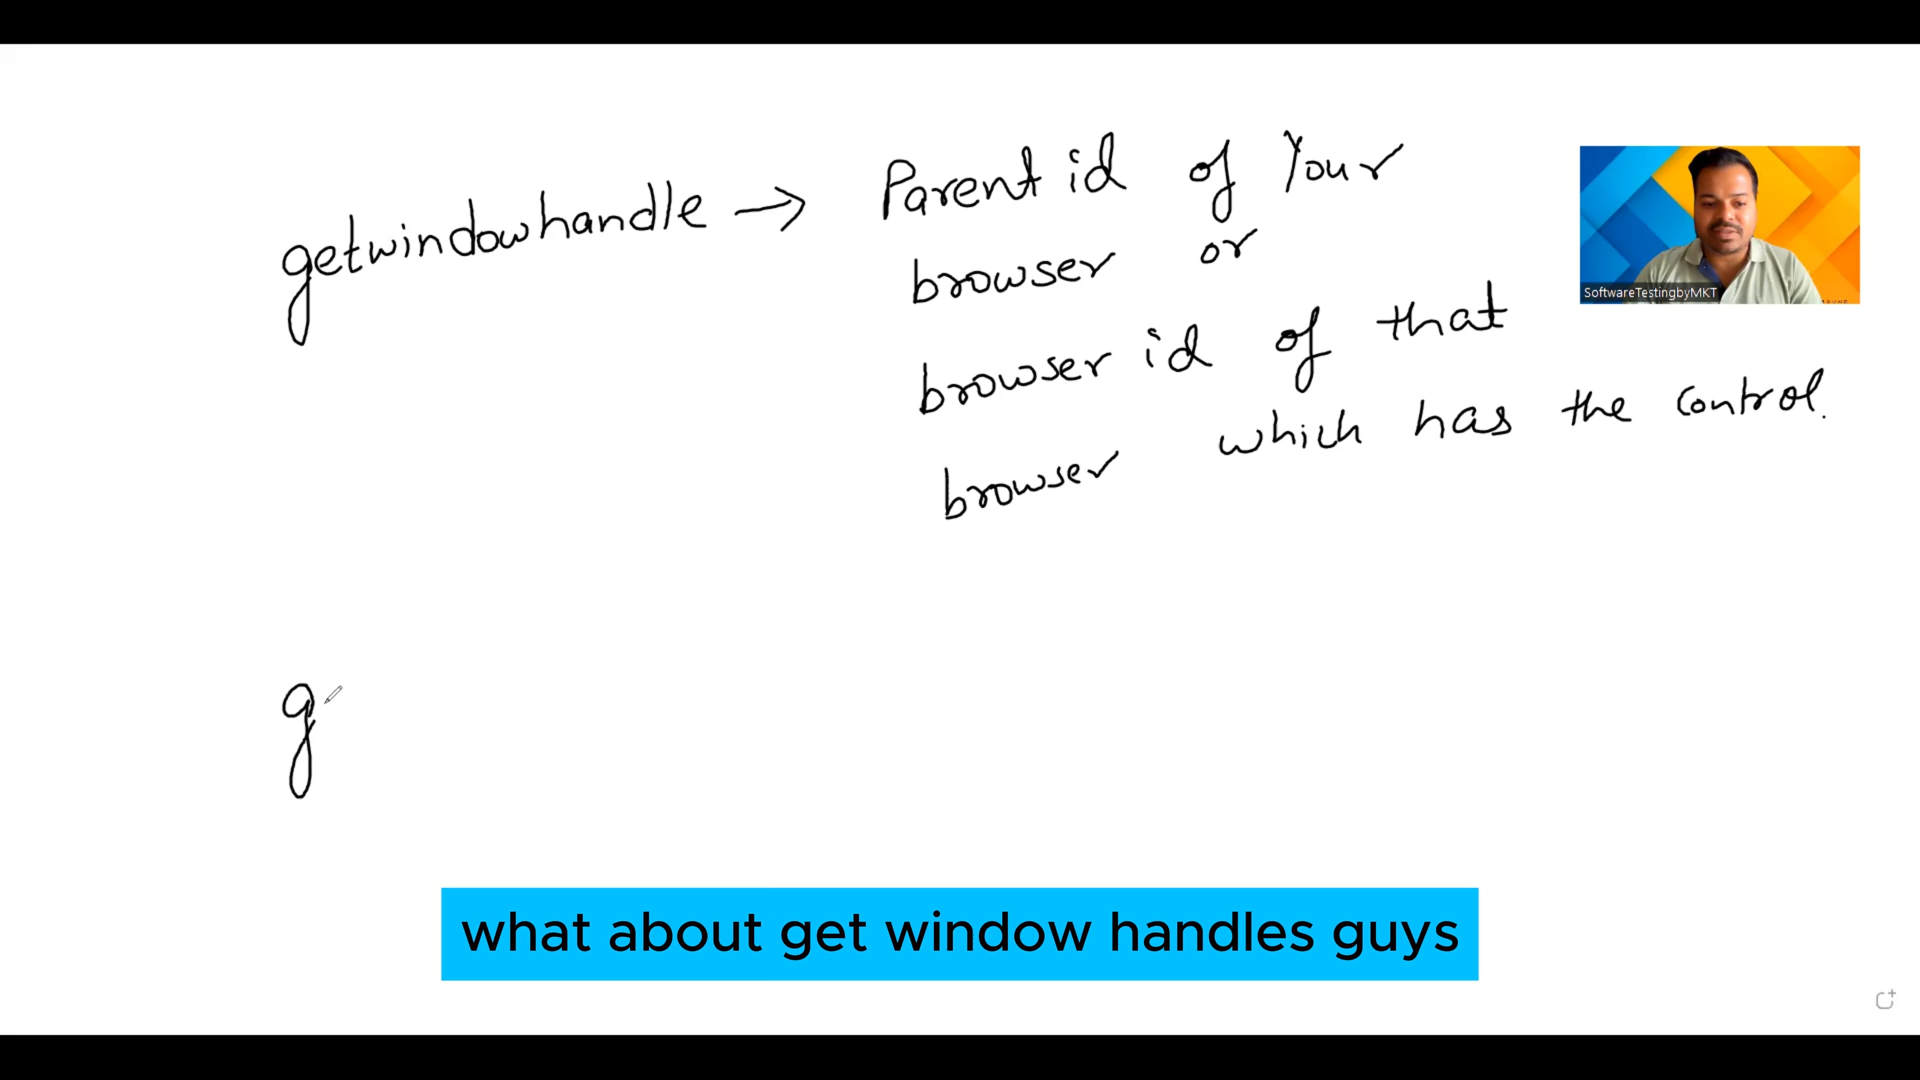 getwindowhandle → Parent id of Your
browser or
browser id of that
browser which has the control.
SoftwareTestingbyMKT
g
what about get window handles guys